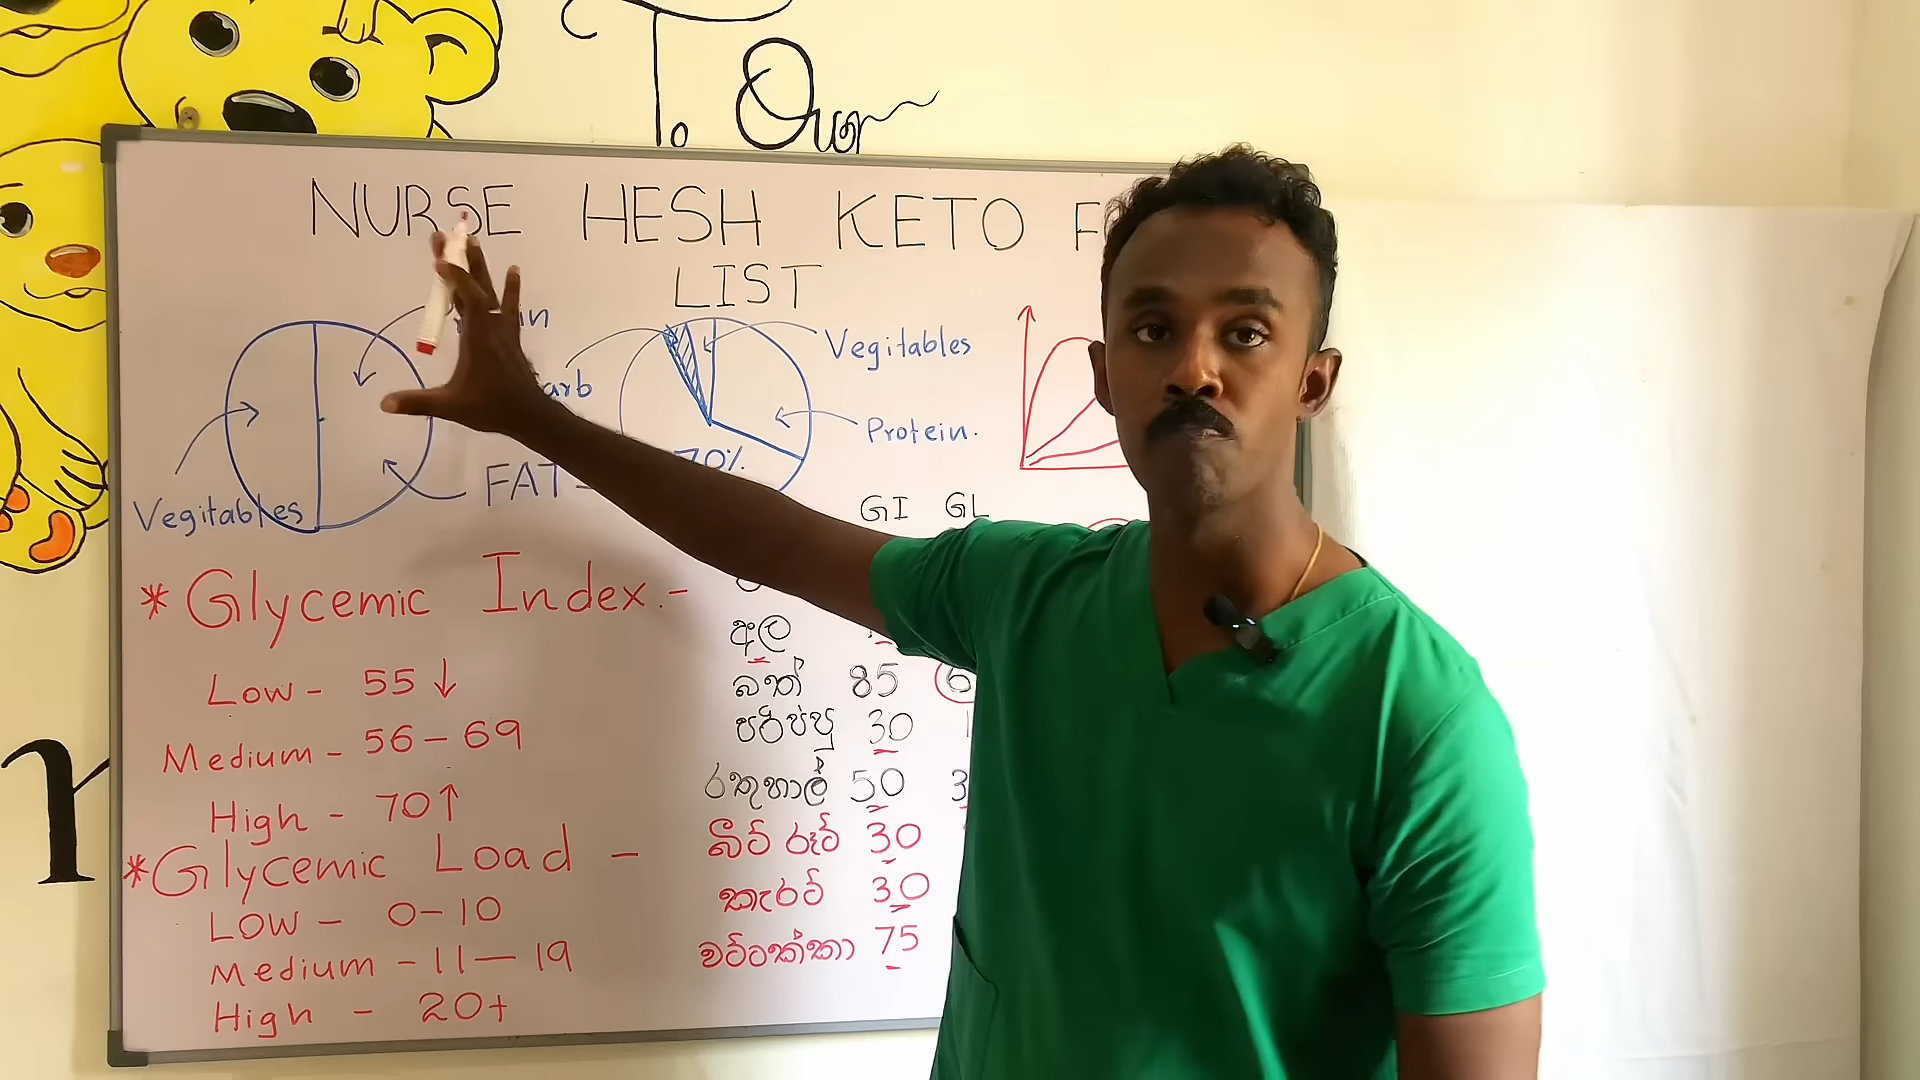 To Our
NURSE HESH KETO
LIST
Vegitables
Protein.
70%
Vegitables
FAT -
GI GL
* Glycemic Index. -
Low - 55 ↓
Medium - 56 - 69
High - 70 ↑
අල
බත් 85
පරිප්පු 30
රතුහාල් 50
බීට් රූට් 30
කැරට් 30
වට්ටක්කා 75
* Glycemic Load -
LOW - 0-10
Medium - 11 — 19
High - 20+